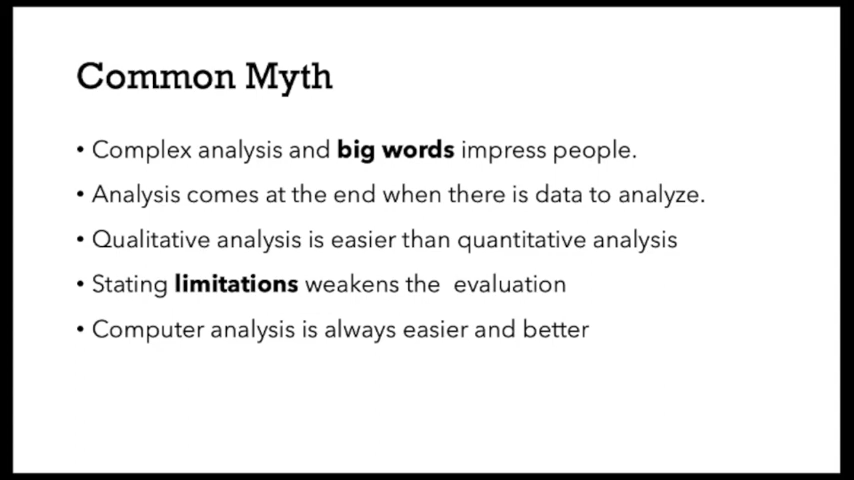 Common Myth
• Complex analysis and big words impress people.
• Analysis comes at the end when there is data to analyze.
• Qualitative analysis is easier than quantitative analysis
• Stating limitations weakens the  evaluation
• Computer analysis is always easier and better